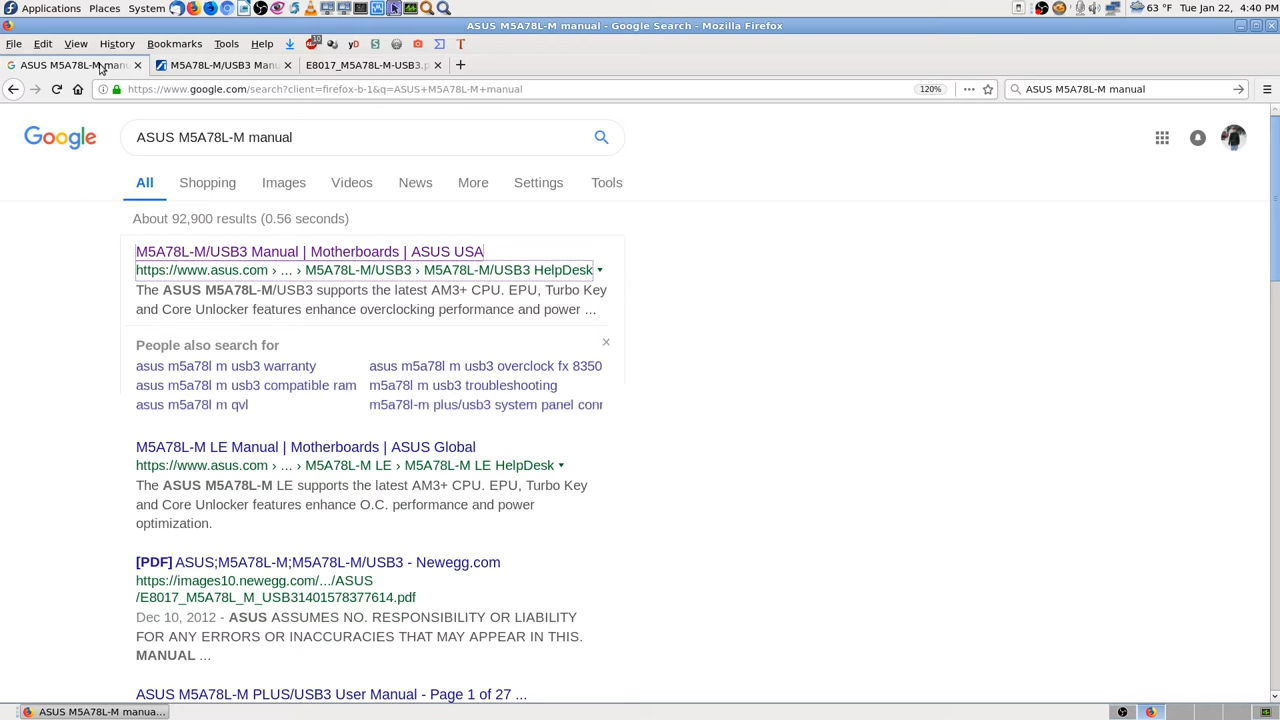 Applications Places System 63 °F Tue Jan 22, 4:40 PM
ASUS M5A78L-M manual - Google Search - Mozilla Firefox
File Edit View History Bookmarks Tools Help
ASUS M5A78L-M man M5A78L-M/USB3 Manu E8017_M5A78L-M-USB3.p
https://www.google.com/search?client=firefox-b-1&q=ASUS+M5A78L-M+manual 120% ASUS M5A78L-M manual
Google ASUS M5A78L-M manual
All Shopping Images Videos News More Settings Tools
About 92,900 results (0.56 seconds)
M5A78L-M/USB3 Manual | Motherboards | ASUS USA
https://www.asus.com › ... › M5A78L-M/USB3 › M5A78L-M/USB3 HelpDesk
The ASUS M5A78L-M/USB3 supports the latest AM3+ CPU. EPU, Turbo Key
and Core Unlocker features enhance overclocking performance and power ...
People also search for
asus m5a78l m usb3 warranty asus m5a78l m usb3 overclock fx 8350
asus m5a78l m usb3 compatible ram m5a78l m usb3 troubleshooting
asus m5a78l m qvl m5a78l-m plus/usb3 system panel conn
M5A78L-M LE Manual | Motherboards | ASUS Global
https://www.asus.com › ... › M5A78L-M LE › M5A78L-M LE HelpDesk
The ASUS M5A78L-M LE supports the latest AM3+ CPU. EPU, Turbo Key
and Core Unlocker features enhance O.C. performance and power
optimization.
[PDF] ASUS;M5A78L-M;M5A78L-M/USB3 - Newegg.com
https://images10.newegg.com/.../ASUS
/E8017_M5A78L_M_USB31401578377614.pdf
Dec 10, 2012 - ASUS ASSUMES NO. RESPONSIBILITY OR LIABILITY
FOR ANY ERRORS OR INACCURACIES THAT MAY APPEAR IN THIS.
MANUAL ...
ASUS M5A78L-M PLUS/USB3 User Manual - Page 1 of 27 ...
ASUS M5A78L-M manua...